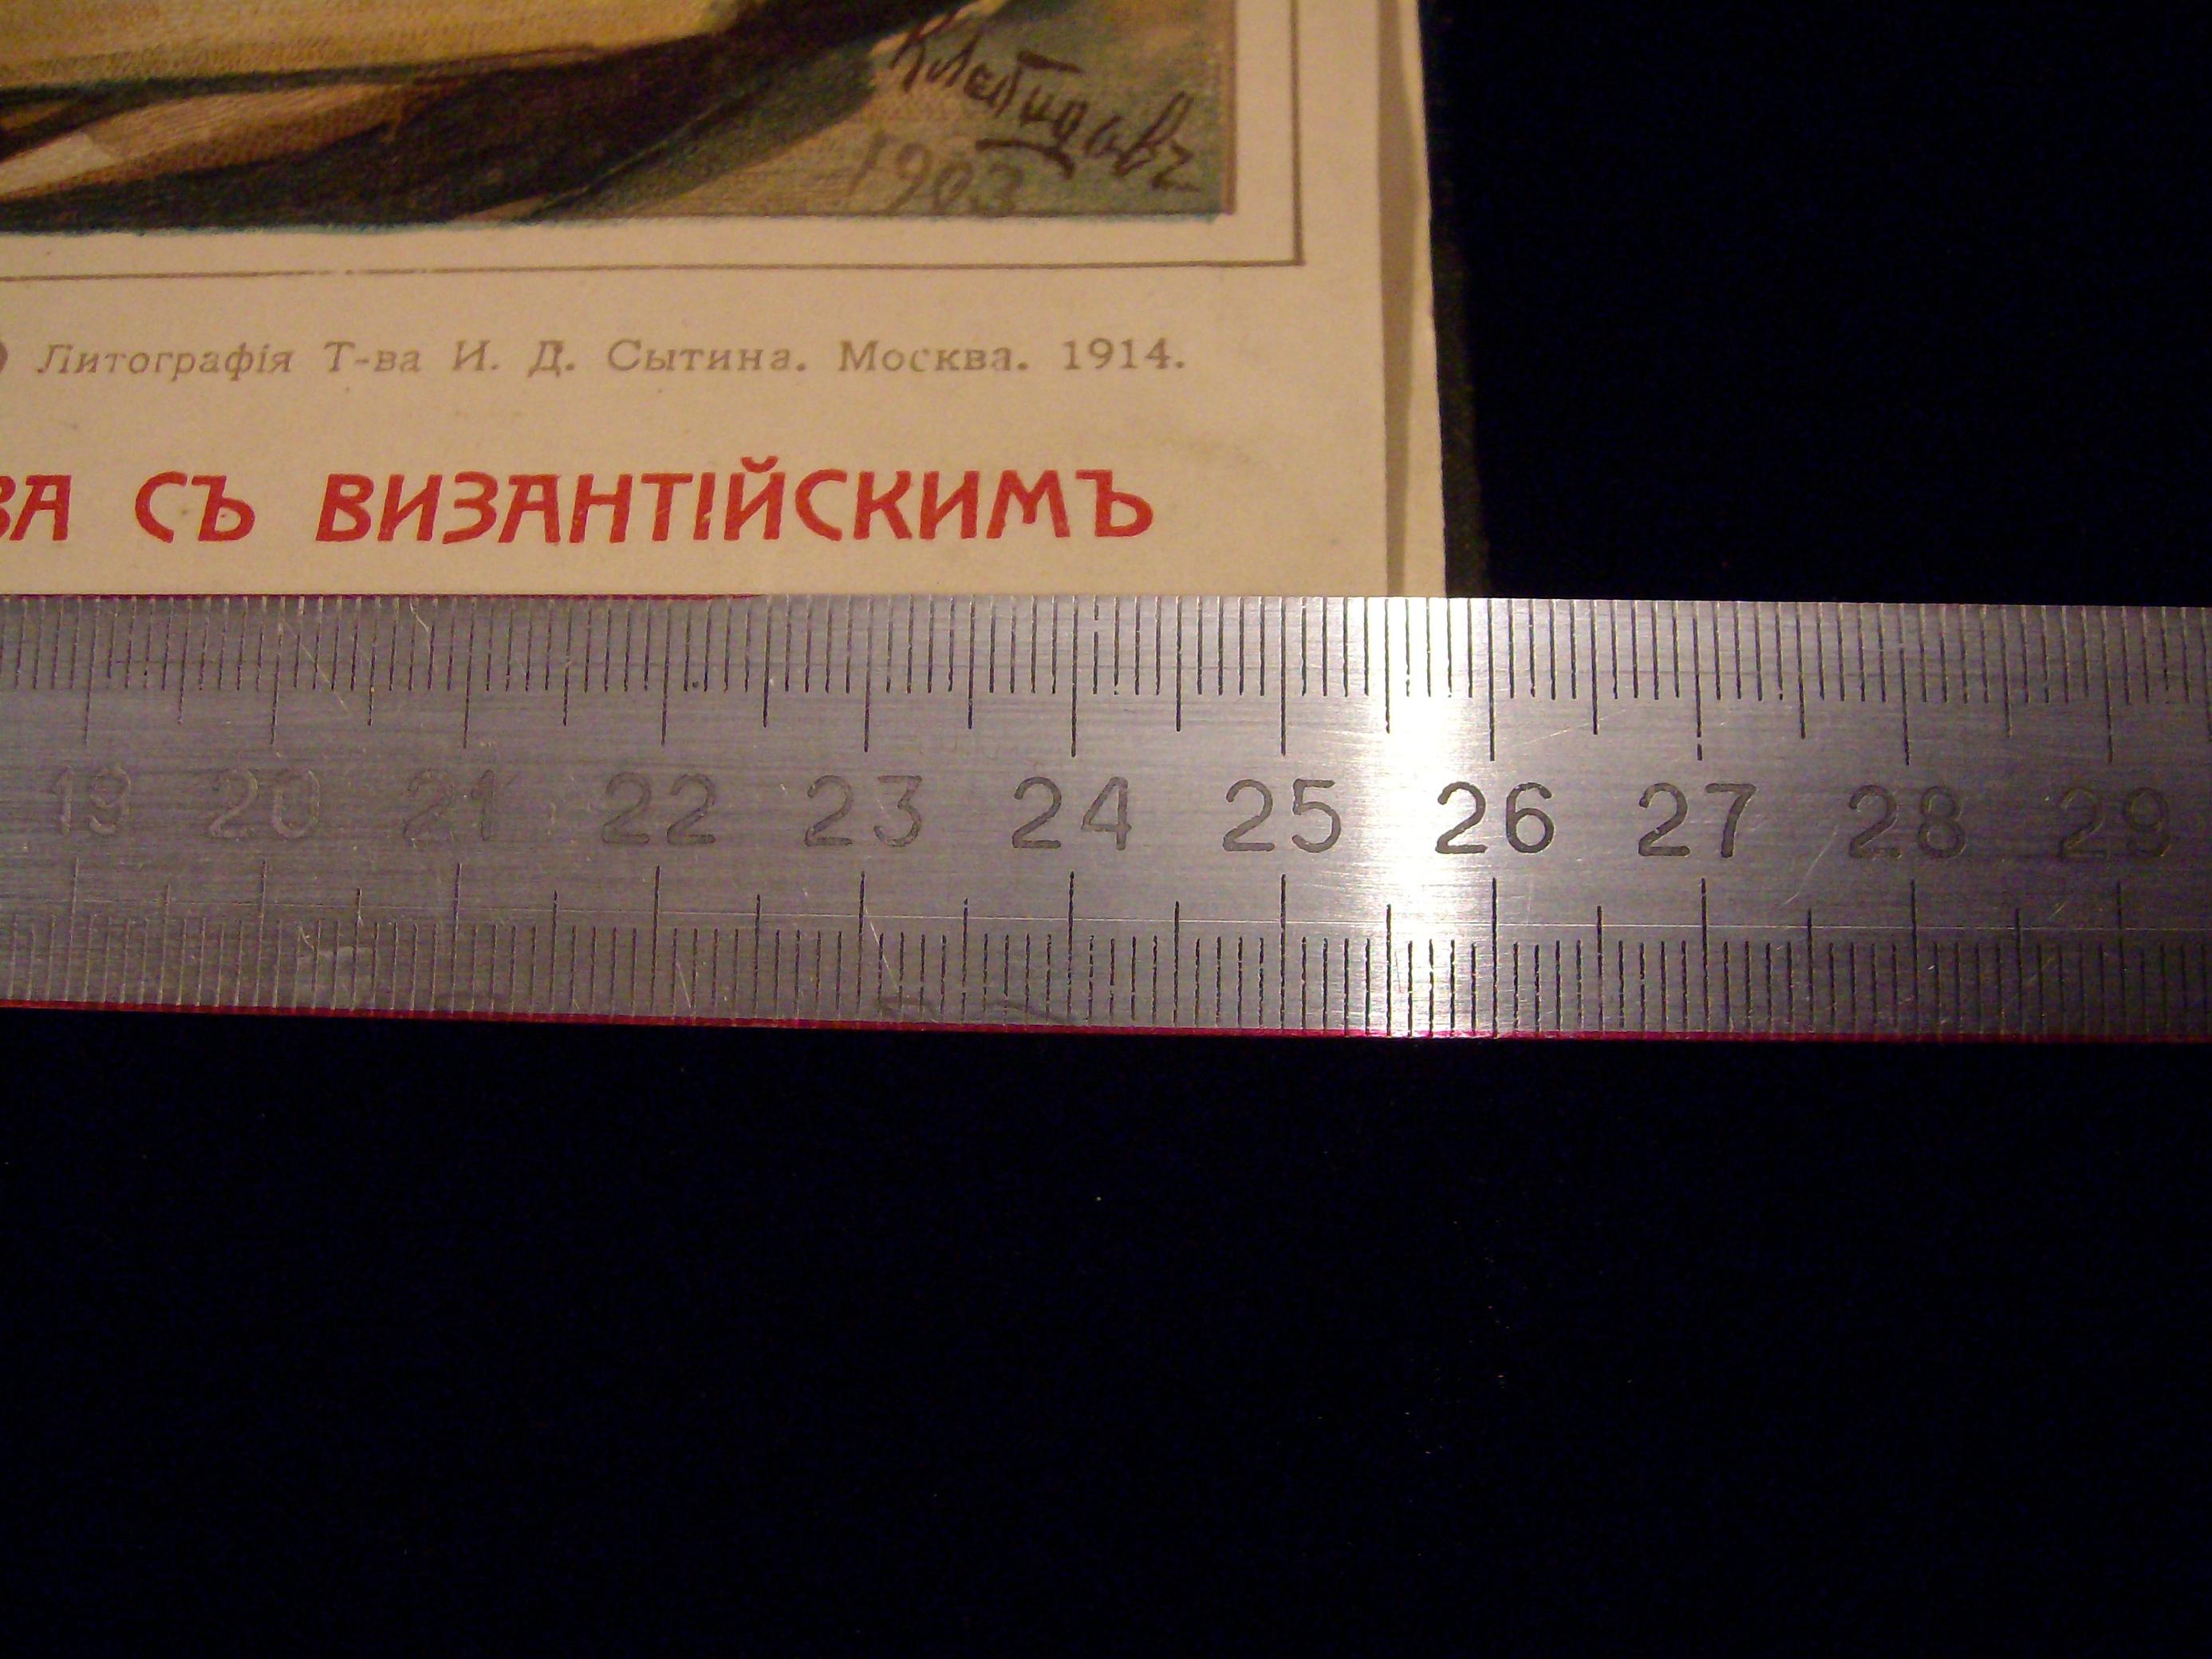 Клавдій Лебедевъ
1903
Литографія Т-ва И. Д. Сытина. Москва. 1914.
ВА СЪ ВИЗАНТІЙСКИМЪ
19 20 21 22 23 24 25 26 27 28 29